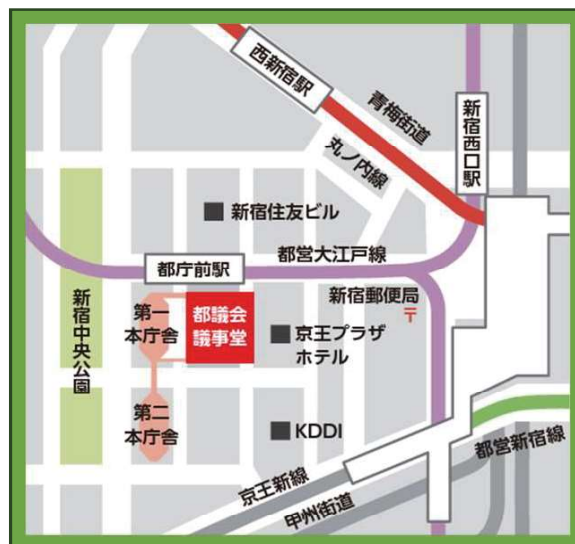 西新宿駅
青梅街道
新宿西口駅
丸ノ内線
新宿住友ビル
都営大江戸線
都庁前駅
新宿郵便局
〒
新宿中央公園
第一
本庁舎
都議会
議事堂
京王プラザ
ホテル
第二
本庁舎
KDDI
都営新宿線
京王新線
甲州街道